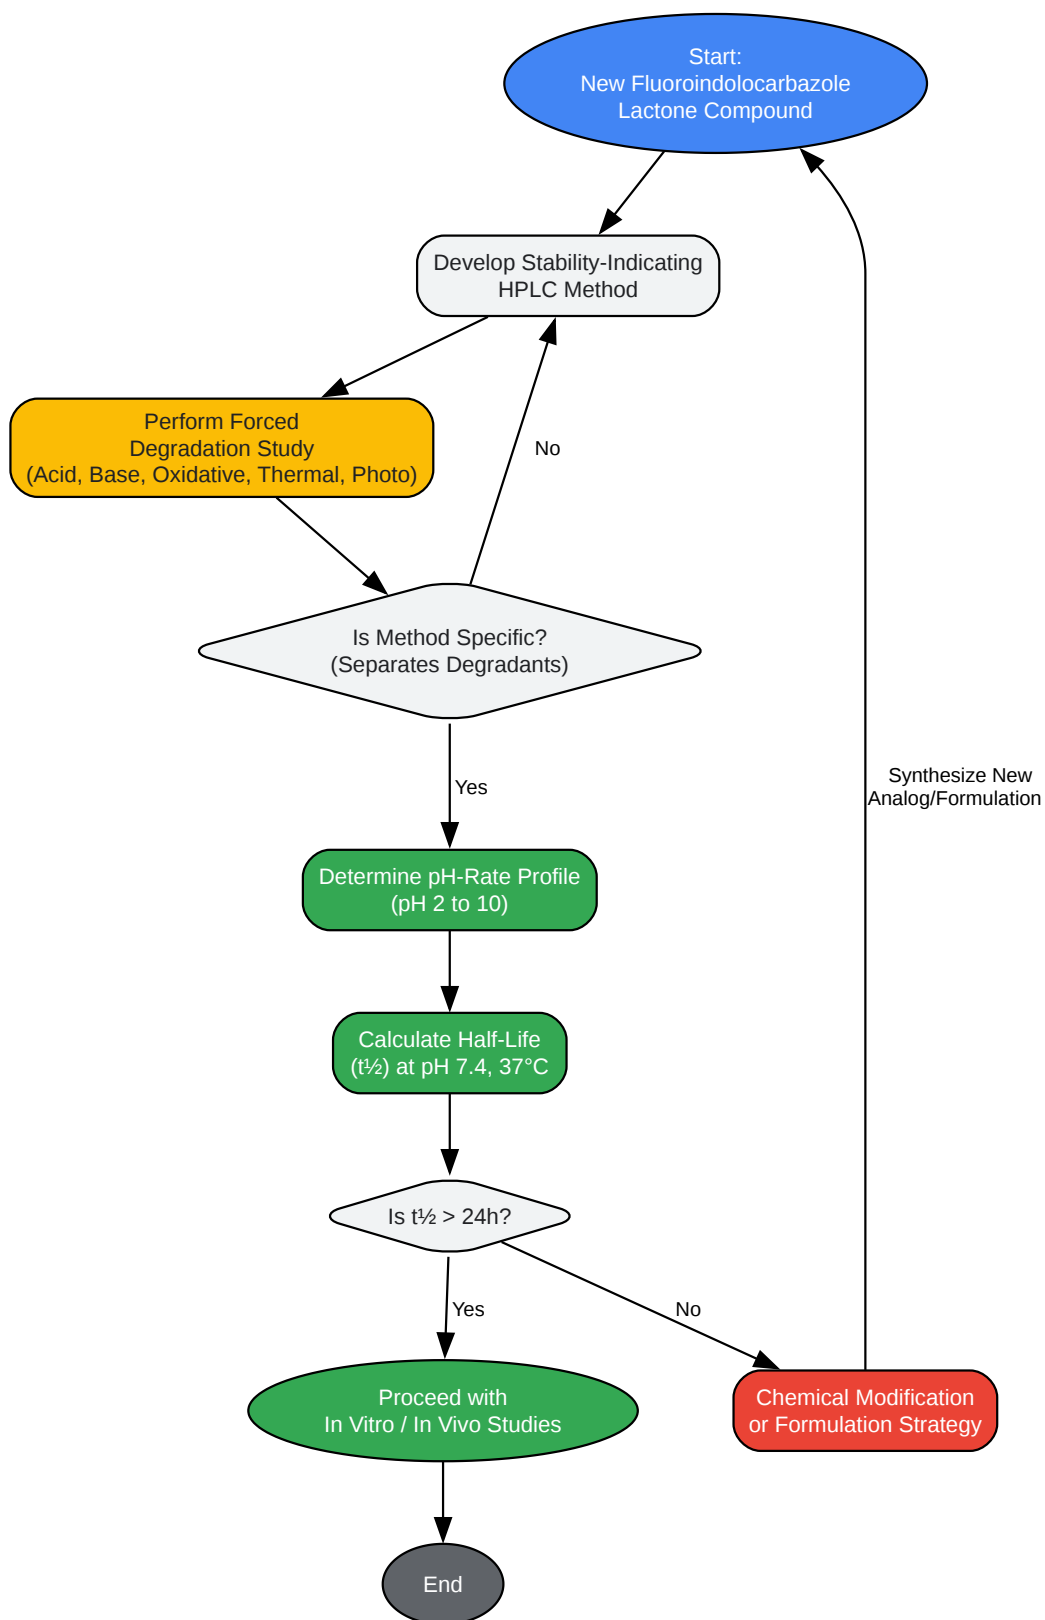 Start:
New Fluoroindolocarbazole
Lactone Compound
Develop Stability-Indicating
HPLC Method
Perform Forced
Degradation Study
(Acid, Base, Oxidative, Thermal, Photo)
No
Is Method Specific?
(Separates Degradants)
Yes
Synthesize New
Analog/Formulation
Determine pH-Rate Profile
(pH 2 to 10)
Calculate Half-Life
(t½) at pH 7.4, 37°C
Is t½ > 24h?
Yes
No
Proceed with
In Vitro / In Vivo Studies
Chemical Modification
or Formulation Strategy
End